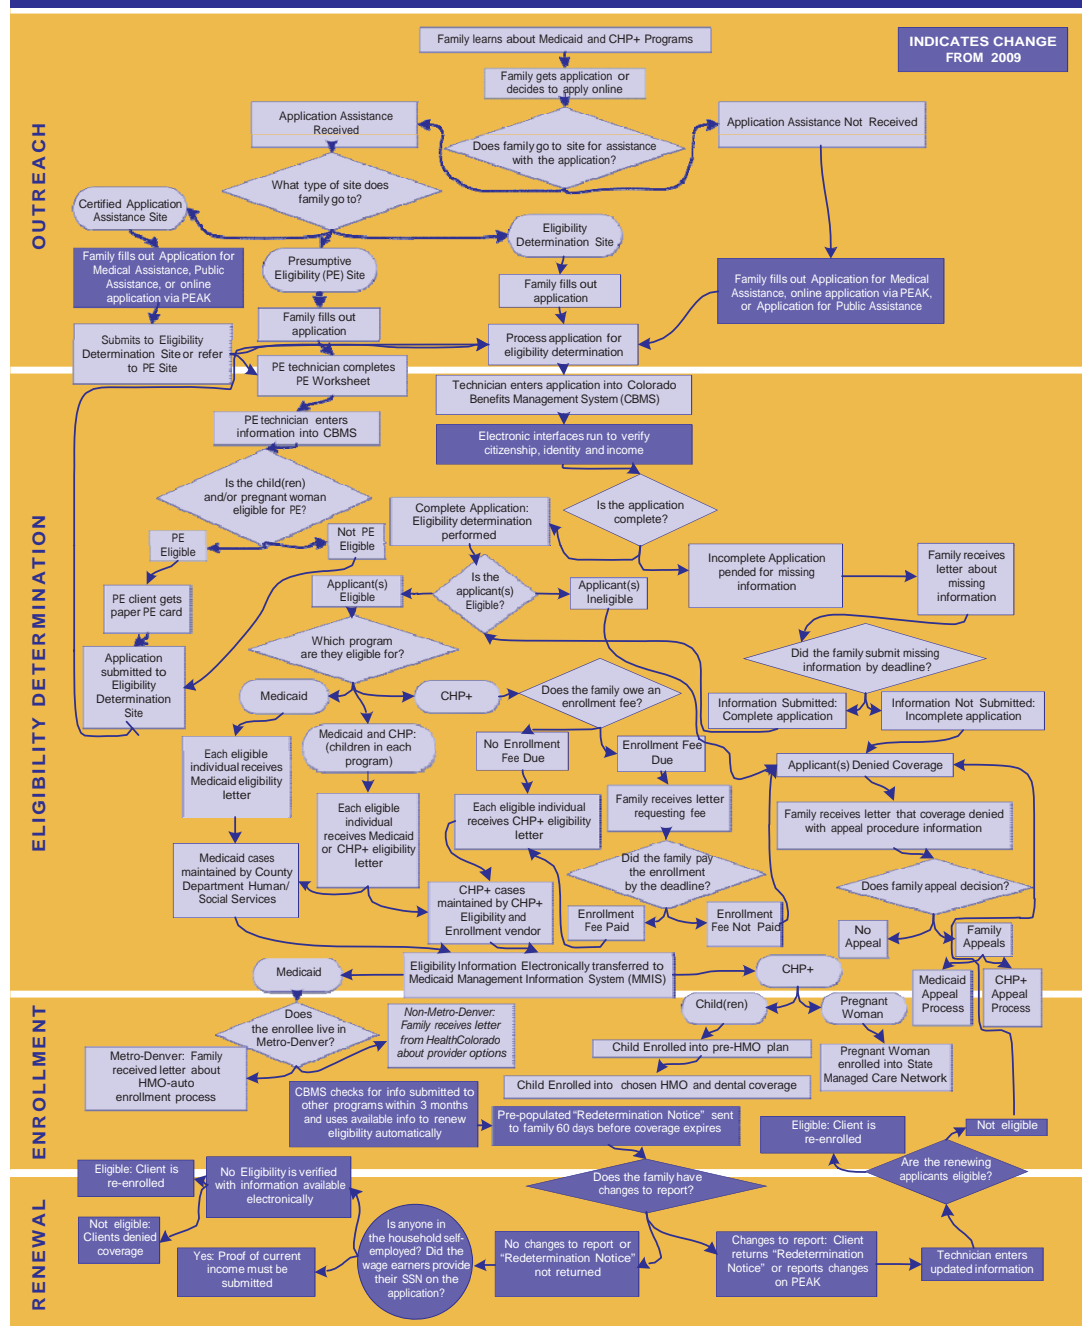 Family learns about Medicaid and CHP+ Programs
INDICATES CHANGE
FROM 2009
Family gets application or
decides to apply online
OUTREACH
Application Assistance
Received
Does family go to site for assistance
with the application?
Application Assistance Not Received
What type of site does
family go to?
Certified Application
Assistance Site
Eligibility
Determination Site
Family fills out Application for
Medical Assistance, Public
Assistance, or online
application via PEAK
Presumptive
Eligibility (PE) Site
Family fills out
application
Family fills out Application for Medical
Assistance, online application via PEAK,
or Application for Public Assistance
Family fills out
application
Submits to Eligibility
Determination Site or refer
to PE Site
Process application for
eligibility determination
ELIGIBILITY DETERMINATION
PE technician completes
PE Worksheet
Technician enters application into Colorado
Benefits Management System (CBMS)
PE technician enters
information into CBMS
Electronic interfaces run to verify
citizenship, identity and income
Is the child(ren)
and/or pregnant woman
eligible for PE?
Is the application
complete?
Complete Application:
Eligibility determination
performed
PE
Eligible
Not PE
Eligible
Incomplete Application
pended for missing
information
Family receives
letter about
missing
information
Is the
applicant(s)
Eligible?
Applicant(s)
Eligible
Applicant(s)
Ineligible
PE client gets
paper PE card
Which program
are they eligible for?
Did the family submit missing
information by deadline?
Application
submitted to
Eligibility
Determination
Site
Medicaid
CHP+
Does the family owe an
enrollment fee?
Information Submitted:
Complete application
Information Not Submitted:
Incomplete application
Medicaid and CHP:
(children in each
program)
No Enrollment
Fee Due
Enrollment Fee
Due
Each eligible
individual receives
Medicaid eligibility
letter
Applicant(s) Denied Coverage
Each eligible
individual
receives Medicaid
or CHP+ eligibility
letter
Each eligible individual
receives CHP+ eligibility
letter
Family receives letter
requesting fee
Family receives letter that coverage denied
with appeal procedure information
Medicaid cases
maintained by County
Department Human/
Social Services
Did the family pay
the enrollment
by the deadline?
Does family appeal decision?
CHP+ cases
maintained by CHP+
Eligibility and
Enrollment vendor
Enrollment
Fee Paid
Enrollment
Fee Not Paid
No
Appeal
Family
Appeals
Medicaid
Eligibility Information Electronically transferred to
Medicaid Management Information System (MMIS)
CHP+
Medicaid
Appeal
Process
CHP+
Appeal
Process
ENROLLMENT
Does
the enrollee live in
Metro-Denver?
Non-Metro-Denver:
Family receives letter
from HealthColorado
about provider options
Child(ren)
Pregnant
Woman
Metro-Denver: Family
received letter about
HMO-auto
enrollment process
Child Enrolled into pre-HMO plan
Pregnant Woman
enrolled into State
Managed Care Network
Child Enrolled into chosen HMO and dental coverage
CBMS checks for info submitted to
other programs within 3 months
and uses available info to renew
eligibility automatically
Pre-populated “Redetermination Notice” sent
to family 60 days before coverage expires
Eligible: Client is
re-enrolled
Not eligible
RENEWAL
Eligible: Client is
re-enrolled
No Eligibility is verified
with information available
electronically
Does the family have
changes to report?
Are the renewing
applicants eligible?
Not eligible:
Clients denied
coverage
Yes: Proof of current
income must be
submitted
Is anyone in
the household self-
employed? Did the
wage earners provide
their SSN on the
application?
No changes to report or
“Redetermination Notice”
not returned
Changes to report: Client
returns “Redetermination
Notice” or reports changes
on PEAK
Technician enters
updated information